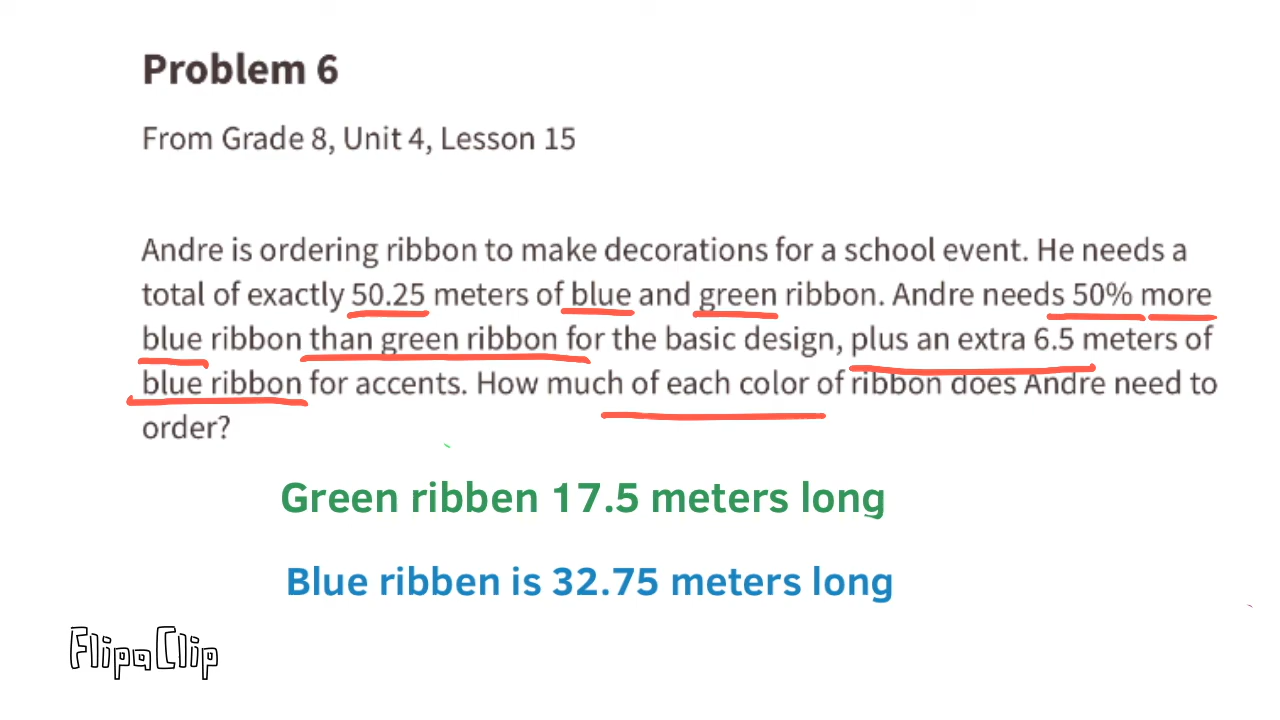 Problem 6
From Grade 8, Unit 4, Lesson 15
Andre is ordering ribbon to make decorations for a school event. He needs a
total of exactly 50.25 meters of blue and green ribbon. Andre needs 50% more
blue ribbon than green ribbon for the basic design, plus an extra 6.5 meters of
blue ribbon for accents. How much of each color of ribbon does Andre need to
order?
Green ribben 17.5 meters long
Blue ribben is 32.75 meters long
FlipaClip